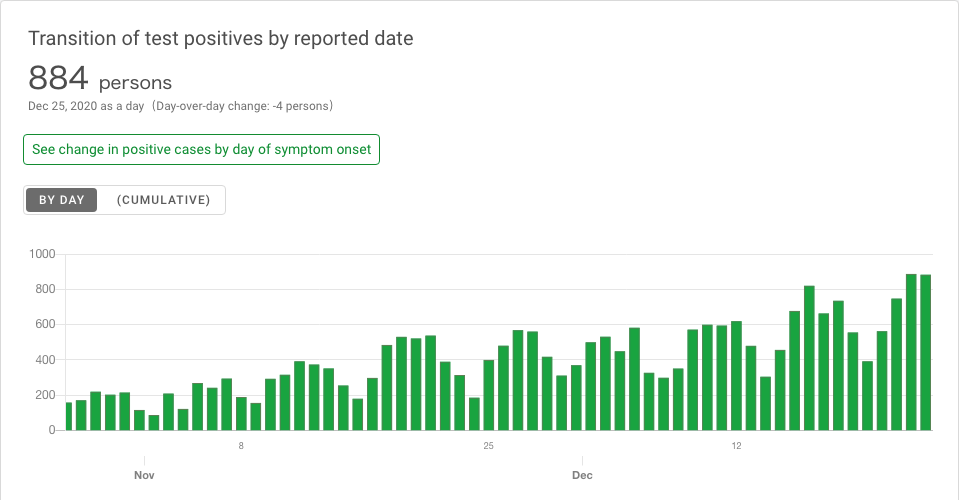 Transition of test positives by reported date
884 persons
Dec 25, 2020 as a day (Day-over-day change: -4 persons)
See change in positive cases by day of symptom onset
BY DAY (CUMULATIVE)
1000
800
600
400
200
0
8 25 12
Nov Dec